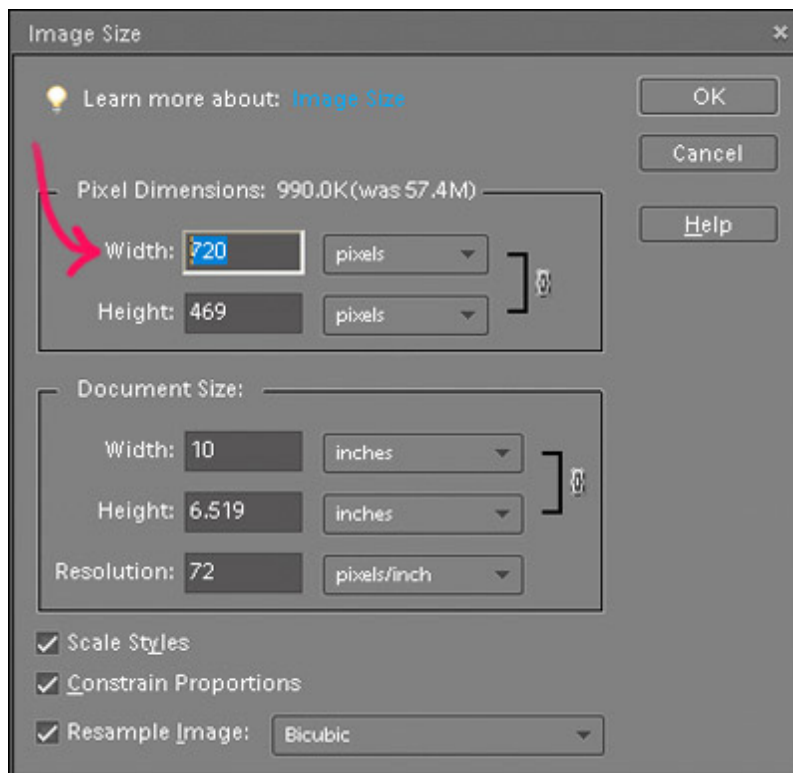 Image Size
Learn more about: Image Size
OK
Cancel
Help
Pixel Dimensions: 990.0K(was 57.4M)
Width: 720 pixels
Height: 469 pixels
Document Size:
Width: 10 inches
Height: 6.519 inches
Resolution: 72 pixels/inch
Scale Styles
Constrain Proportions
Resample Image: Bicubic